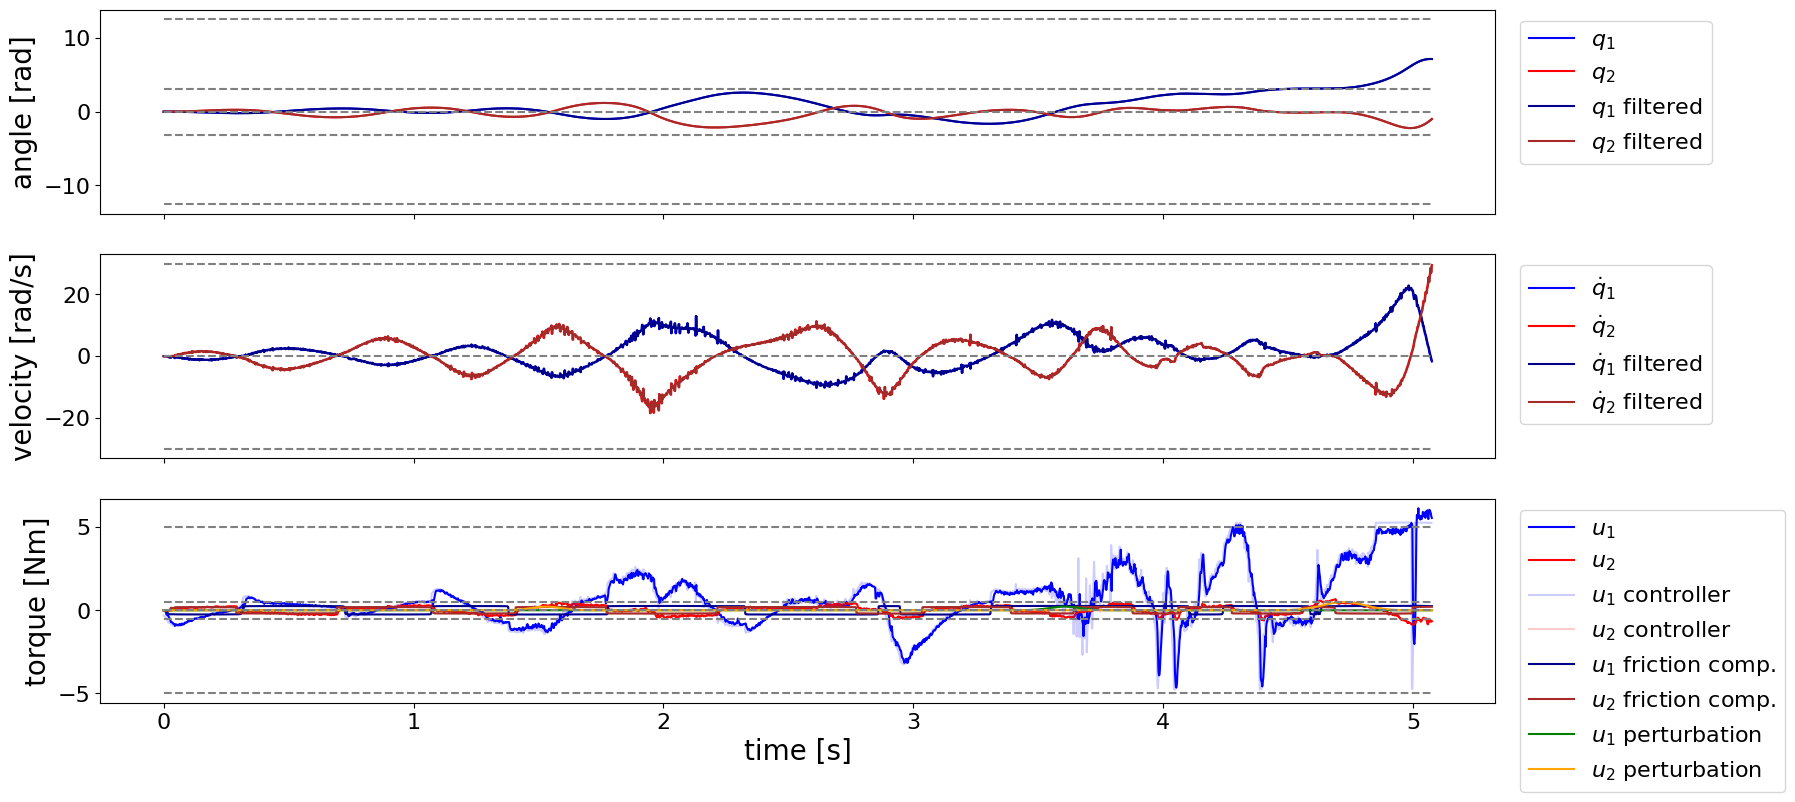 angle [rad]
10
0
−10
q₁
q₂
q₁ filtered
q₂ filtered
velocity [rad/s]
20
0
−20
q̇₁
q̇₂
q̇₁ filtered
q̇₂ filtered
torque [Nm]
5
0
−5
0 1 2 3 4 5
time [s]
u₁
u₂
u₁ controller
u₂ controller
u₁ friction comp.
u₂ friction comp.
u₁ perturbation
u₂ perturbation